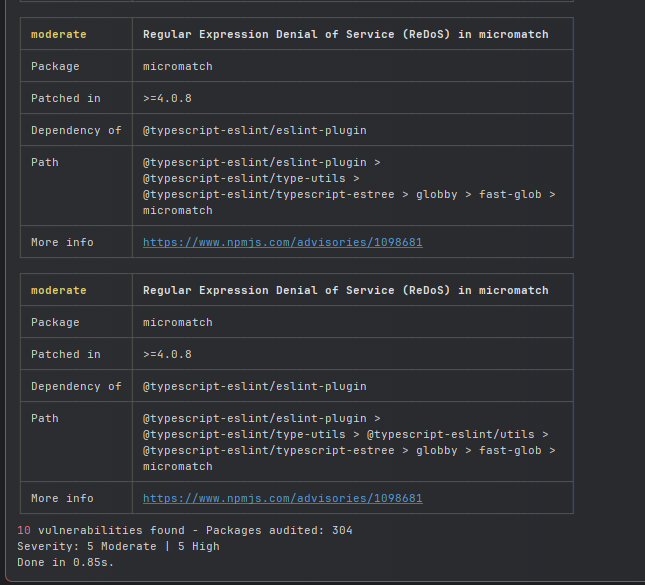 moderate Regular Expression Denial of Service (ReDoS) in micromatch
Package micromatch
Patched in >=4.0.8
Dependency of @typescript-eslint/eslint-plugin
Path @typescript-eslint/eslint-plugin >
@typescript-eslint/type-utils >
@typescript-eslint/typescript-estree > globby > fast-glob >
micromatch
More info https://www.npmjs.com/advisories/1098681
moderate Regular Expression Denial of Service (ReDoS) in micromatch
Package micromatch
Patched in >=4.0.8
Dependency of @typescript-eslint/eslint-plugin
Path @typescript-eslint/eslint-plugin >
@typescript-eslint/type-utils > @typescript-eslint/utils >
@typescript-eslint/typescript-estree > globby > fast-glob >
micromatch
More info https://www.npmjs.com/advisories/1098681
10 vulnerabilities found - Packages audited: 304
Severity: 5 Moderate | 5 High
Done in 0.85s.